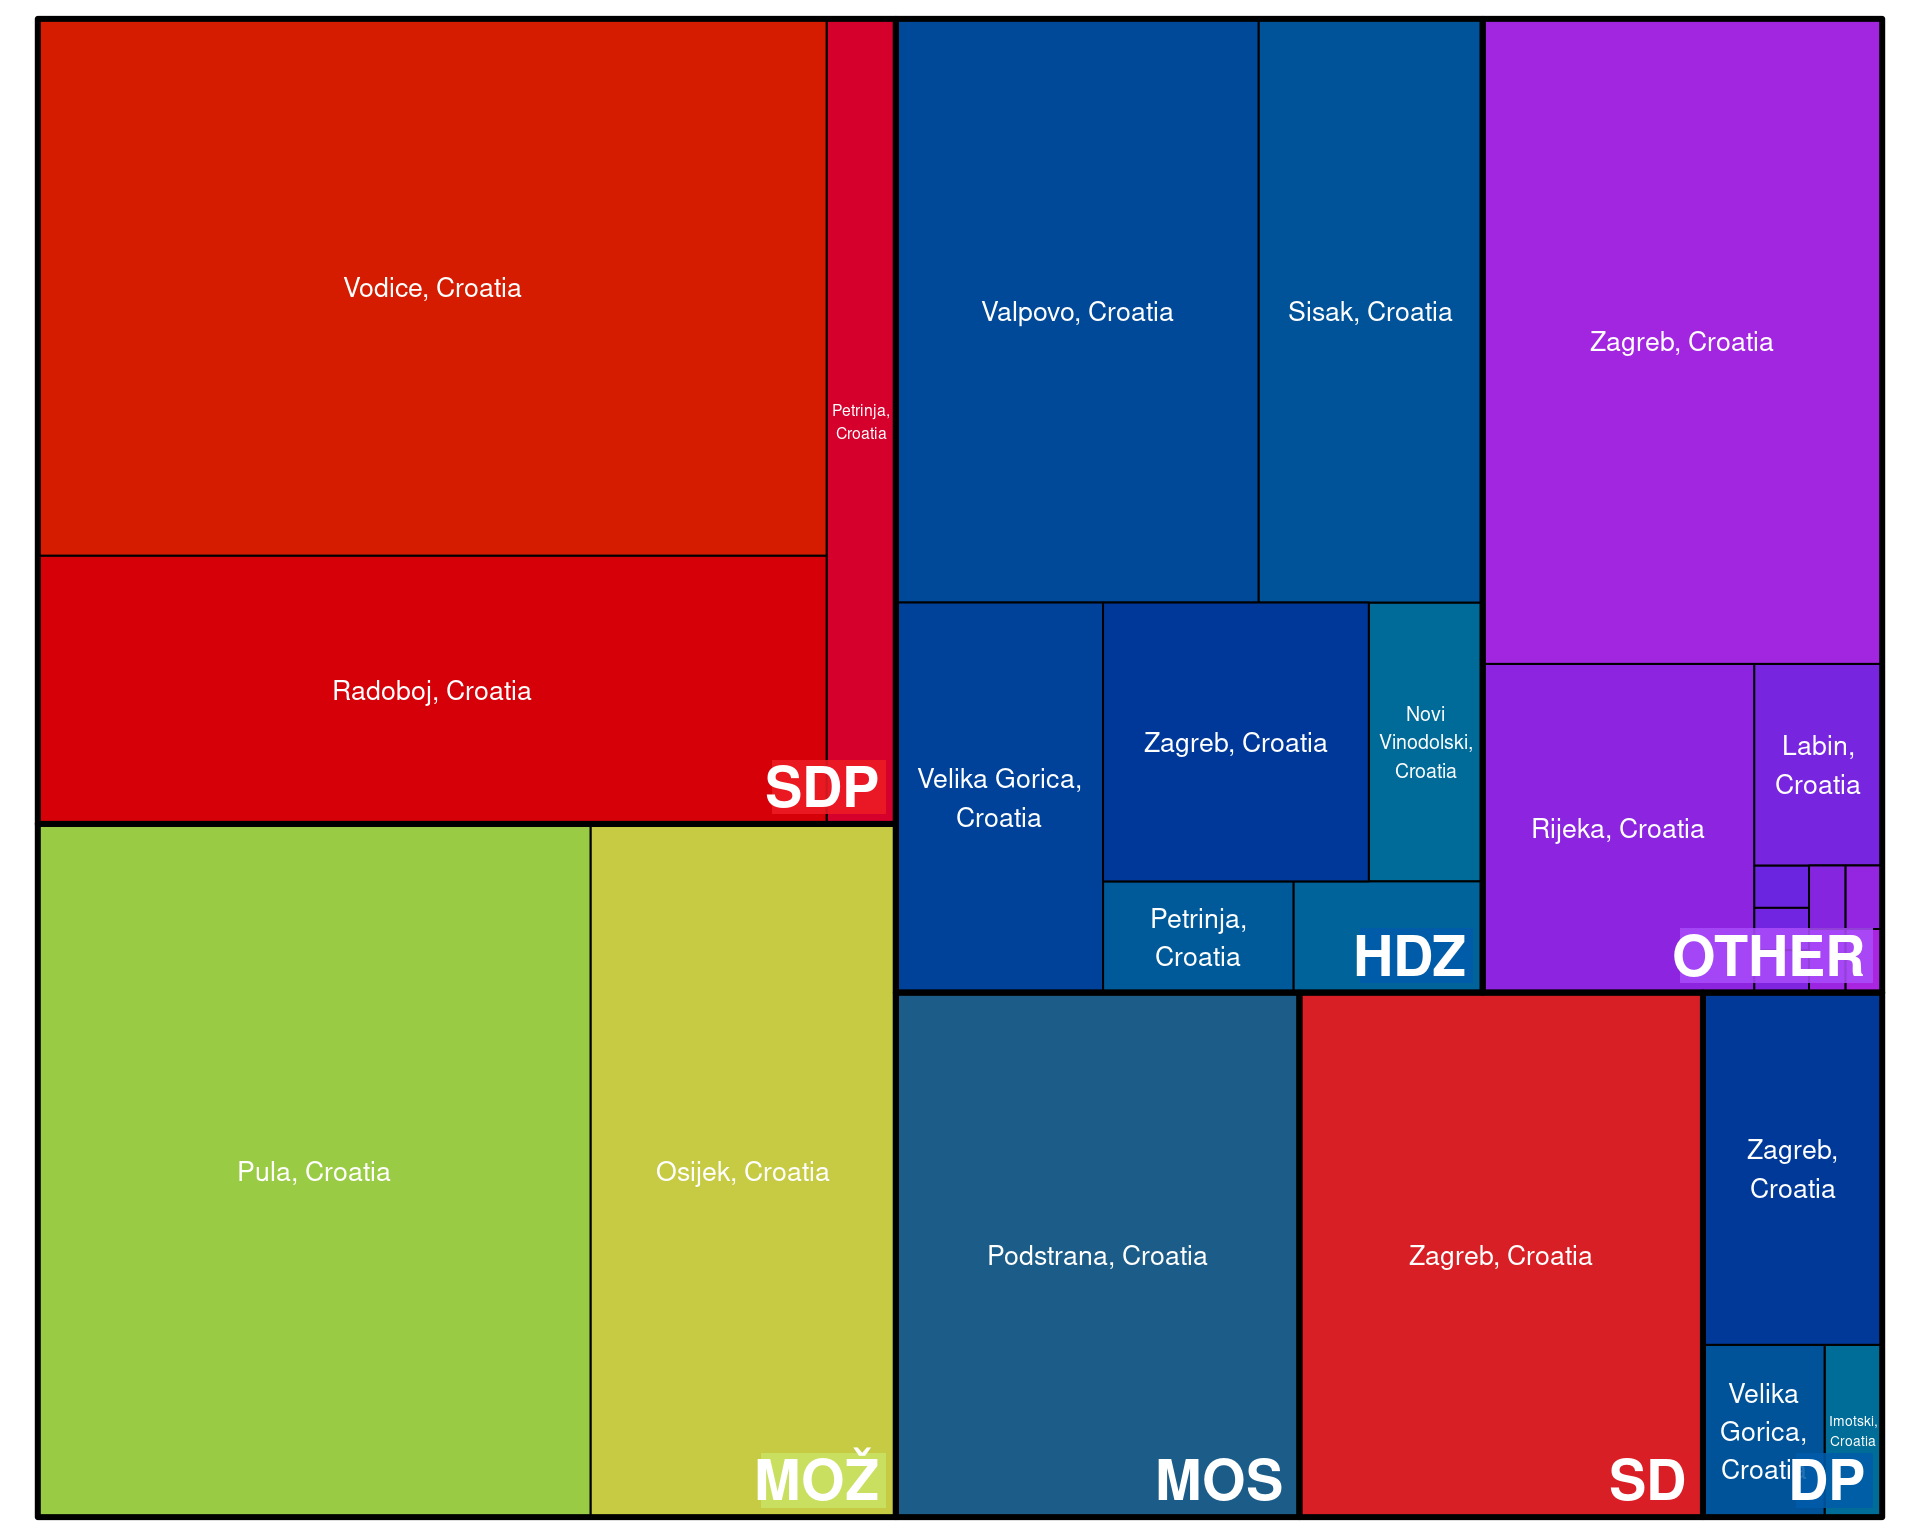 Vodice, Croatia
Petrinja,
Croatia
Radoboj, Croatia
SDP
Pula, Croatia
Osijek, Croatia
MOŽ
Valpovo, Croatia
Sisak, Croatia
Velika Gorica,
Croatia
Zagreb, Croatia
Novi
Vinodolski,
Croatia
Petrinja,
Croatia
HDZ
Zagreb, Croatia
Rijeka, Croatia
Labin,
Croatia
OTHER
Podstrana, Croatia
MOS
Zagreb, Croatia
SD
Zagreb,
Croatia
Velika
Gorica,
Croatia
Imotski,
Croatia
DP